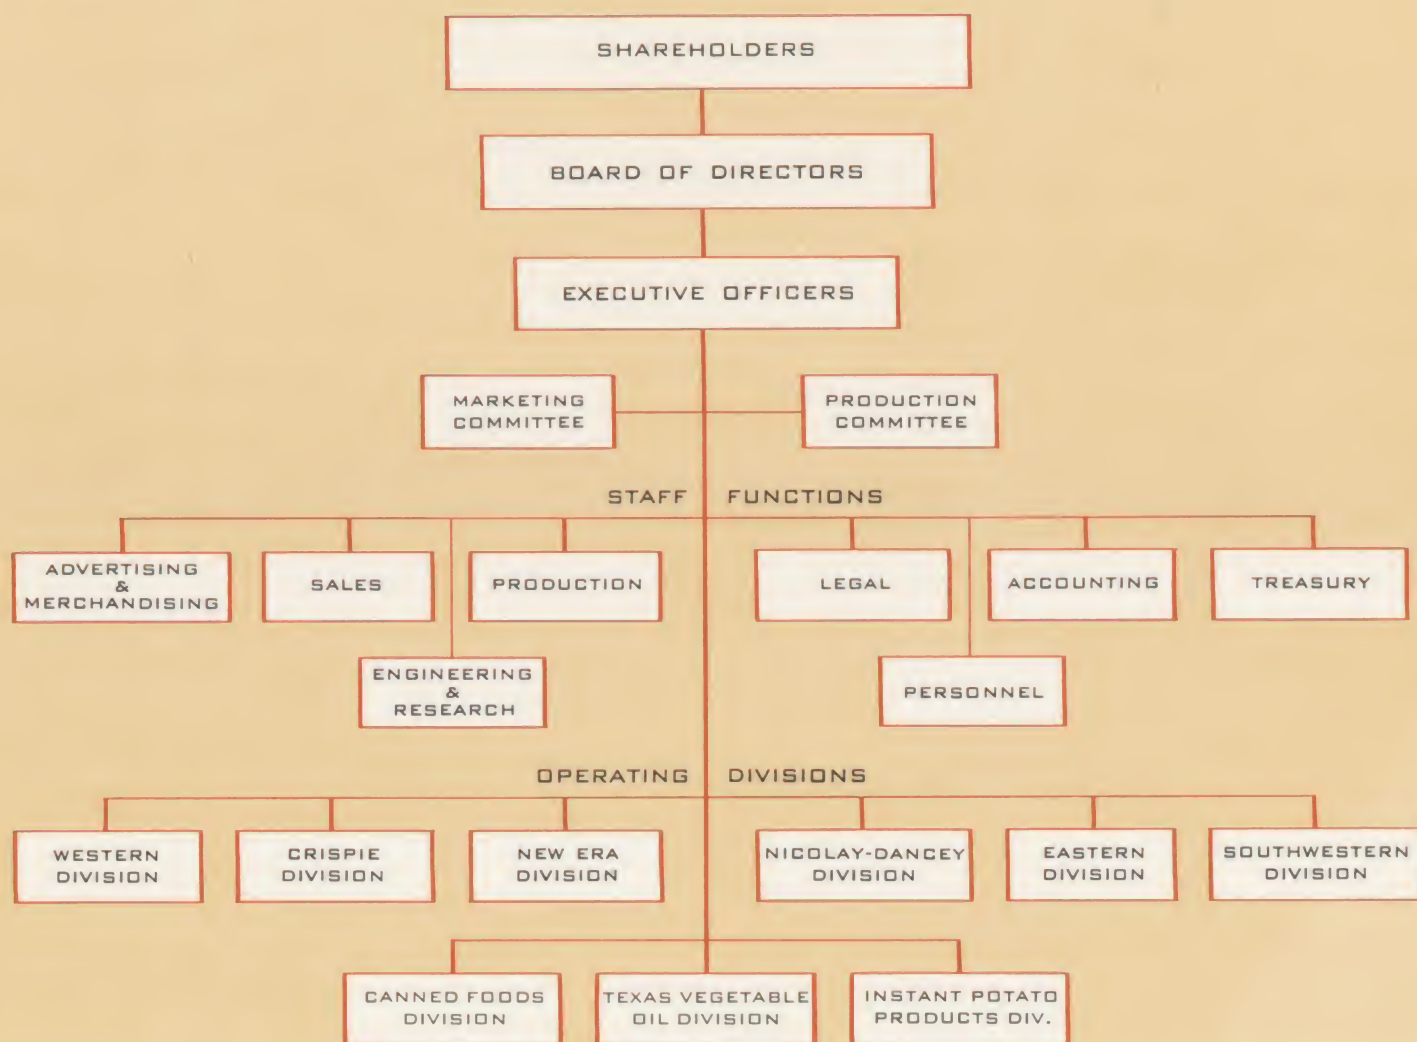 SHAREHOLDERS
BOARD OF DIRECTORS
EXECUTIVE OFFICERS
MARKETING
COMMITTEE
PRODUCTION
COMMITTEE
STAFF FUNCTIONS
ADVERTISING
&
MERCHANDISING
SALES
PRODUCTION
LEGAL
ACCOUNTING
TREASURY
ENGINEERING
&
RESEARCH
PERSONNEL
OPERATING DIVISIONS
WESTERN
DIVISION
CRISPIE
DIVISION
NEW ERA
DIVISION
NICOLAY-DANCEY
DIVISION
EASTERN
DIVISION
SOUTHWESTERN
DIVISION
CANNED FOODS
DIVISION
TEXAS VEGETABLE
OIL DIVISION
INSTANT POTATO
PRODUCTS DIV.